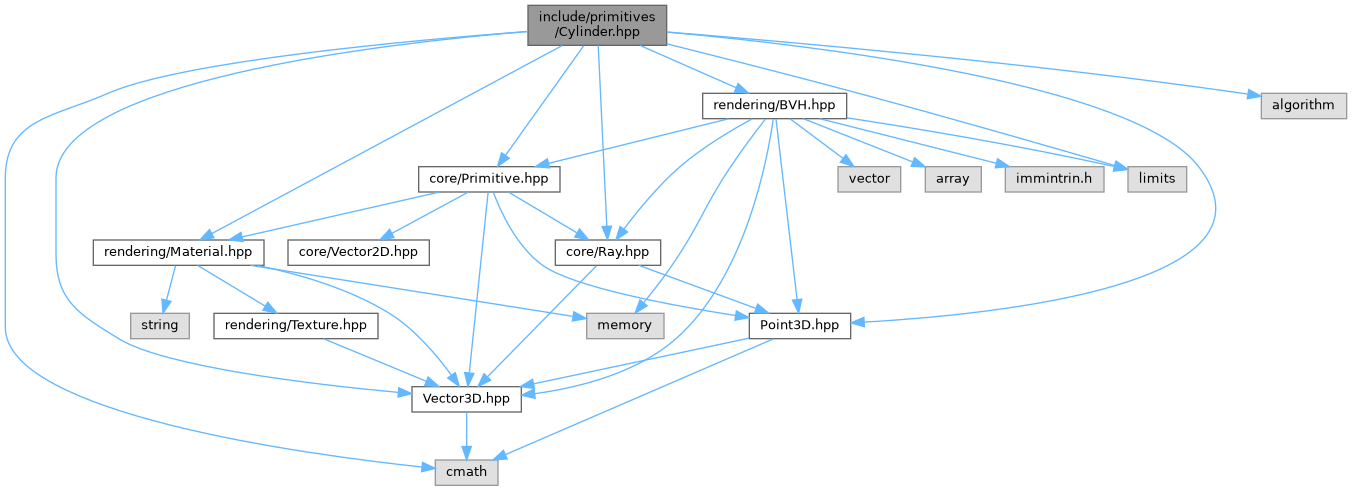 include/primitives
/Cylinder.hpp
rendering/BVH.hpp
algorithm
core/Primitive.hpp
vector
array
immintrin.h
limits
rendering/Material.hpp
core/Vector2D.hpp
core/Ray.hpp
string
rendering/Texture.hpp
memory
Point3D.hpp
Vector3D.hpp
cmath